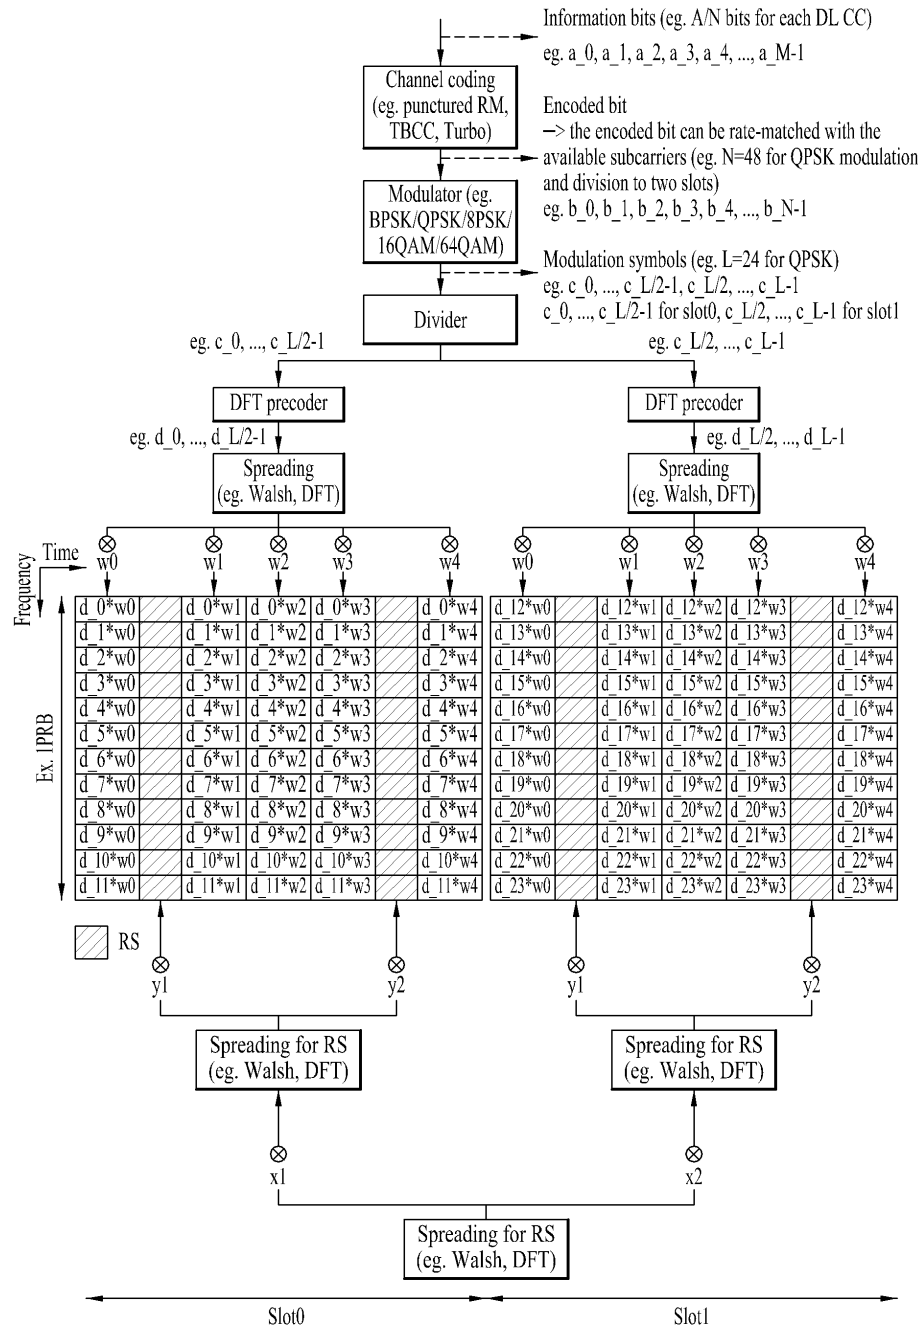 Information bits (eg. A/N bits for each DL CC)
eg. a_0, a_1, a_2, a_3, a_4, ..., a_M-1
Channel coding
(eg. punctured RM,
TBCC, Turbo)
Encoded bit
—> the encoded bit can be rate-matched with the
available subcarriers (eg. N=48 for QPSK modulation
and division to two slots)
eg. b_0, b_1, b_2, b_3, b_4, ..., b_N-1
Modulator (eg.
BPSK/QPSK/8PSK/
16QAM/64QAM)
Modulation symbols (eg. L=24 for QPSK)
eg. c_0, ..., c_L/2-1, c_L/2, ..., c_L-1
c_0, ..., c_L/2-1 for slot0, c_L/2, ..., c_L-1 for slot1
Divider
eg. c_0, ..., c_L/2-1 eg. c_L/2, ..., c_L-1
DFT precoder DFT precoder
eg. d_0, ..., d_L/2-1 eg. d_L/2, ..., d_L-1
Spreading Spreading
(eg. Walsh, DFT) (eg. Walsh, DFT)
Time
Frequency
w0 w1 w2 w3 w4 w0 w1 w2 w3 w4
Ex. 1PRB
d_0*w0 d_0*w1 d_0*w2 d_0*w3 d_0*w4 d_12*w0 d_12*w1 d_12*w2 d_12*w3 d_12*w4
d_1*w0 d_1*w1 d_1*w2 d_1*w3 d_1*w4 d_13*w0 d_13*w1 d_13*w2 d_13*w3 d_13*w4
d_2*w0 d_2*w1 d_2*w2 d_2*w3 d_2*w4 d_14*w0 d_14*w1 d_14*w2 d_14*w3 d_14*w4
d_3*w0 d_3*w1 d_3*w2 d_3*w3 d_3*w4 d_15*w0 d_15*w1 d_15*w2 d_15*w3 d_15*w4
d_4*w0 d_4*w1 d_4*w2 d_4*w3 d_4*w4 d_16*w0 d_16*w1 d_16*w2 d_16*w3 d_16*w4
d_5*w0 d_5*w1 d_5*w2 d_5*w3 d_5*w4 d_17*w0 d_17*w1 d_17*w2 d_17*w3 d_17*w4
d_6*w0 d_6*w1 d_6*w2 d_6*w3 d_6*w4 d_18*w0 d_18*w1 d_18*w2 d_18*w3 d_18*w4
d_7*w0 d_7*w1 d_7*w2 d_7*w3 d_7*w4 d_19*w0 d_19*w1 d_19*w2 d_19*w3 d_19*w4
d_8*w0 d_8*w1 d_8*w2 d_8*w3 d_8*w4 d_20*w0 d_20*w1 d_20*w2 d_20*w3 d_20*w4
d_9*w0 d_9*w1 d_9*w2 d_9*w3 d_9*w4 d_21*w0 d_21*w1 d_21*w2 d_21*w3 d_21*w4
d_10*w0 d_10*w1 d_10*w2 d_10*w3 d_10*w4 d_22*w0 d_22*w1 d_22*w2 d_22*w3 d_22*w4
d_11*w0 d_11*w1 d_11*w2 d_11*w3 d_11*w4 d_23*w0 d_23*w1 d_23*w2 d_23*w3 d_23*w4
RS
y1 y2 y1 y2
Spreading for RS Spreading for RS
(eg. Walsh, DFT) (eg. Walsh, DFT)
x1 x2
Spreading for RS
(eg. Walsh, DFT)
Slot0 Slot1